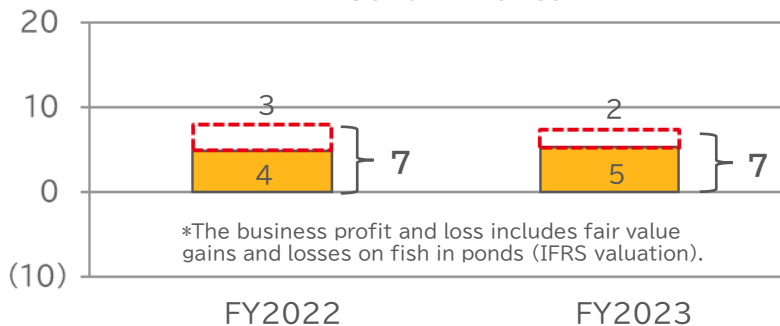 20
10
0
(10)
3
4
7
2
5
7
*The business profit and loss includes fair value
gains and losses on fish in ponds (IFRS valuation).
FY2022
FY2023